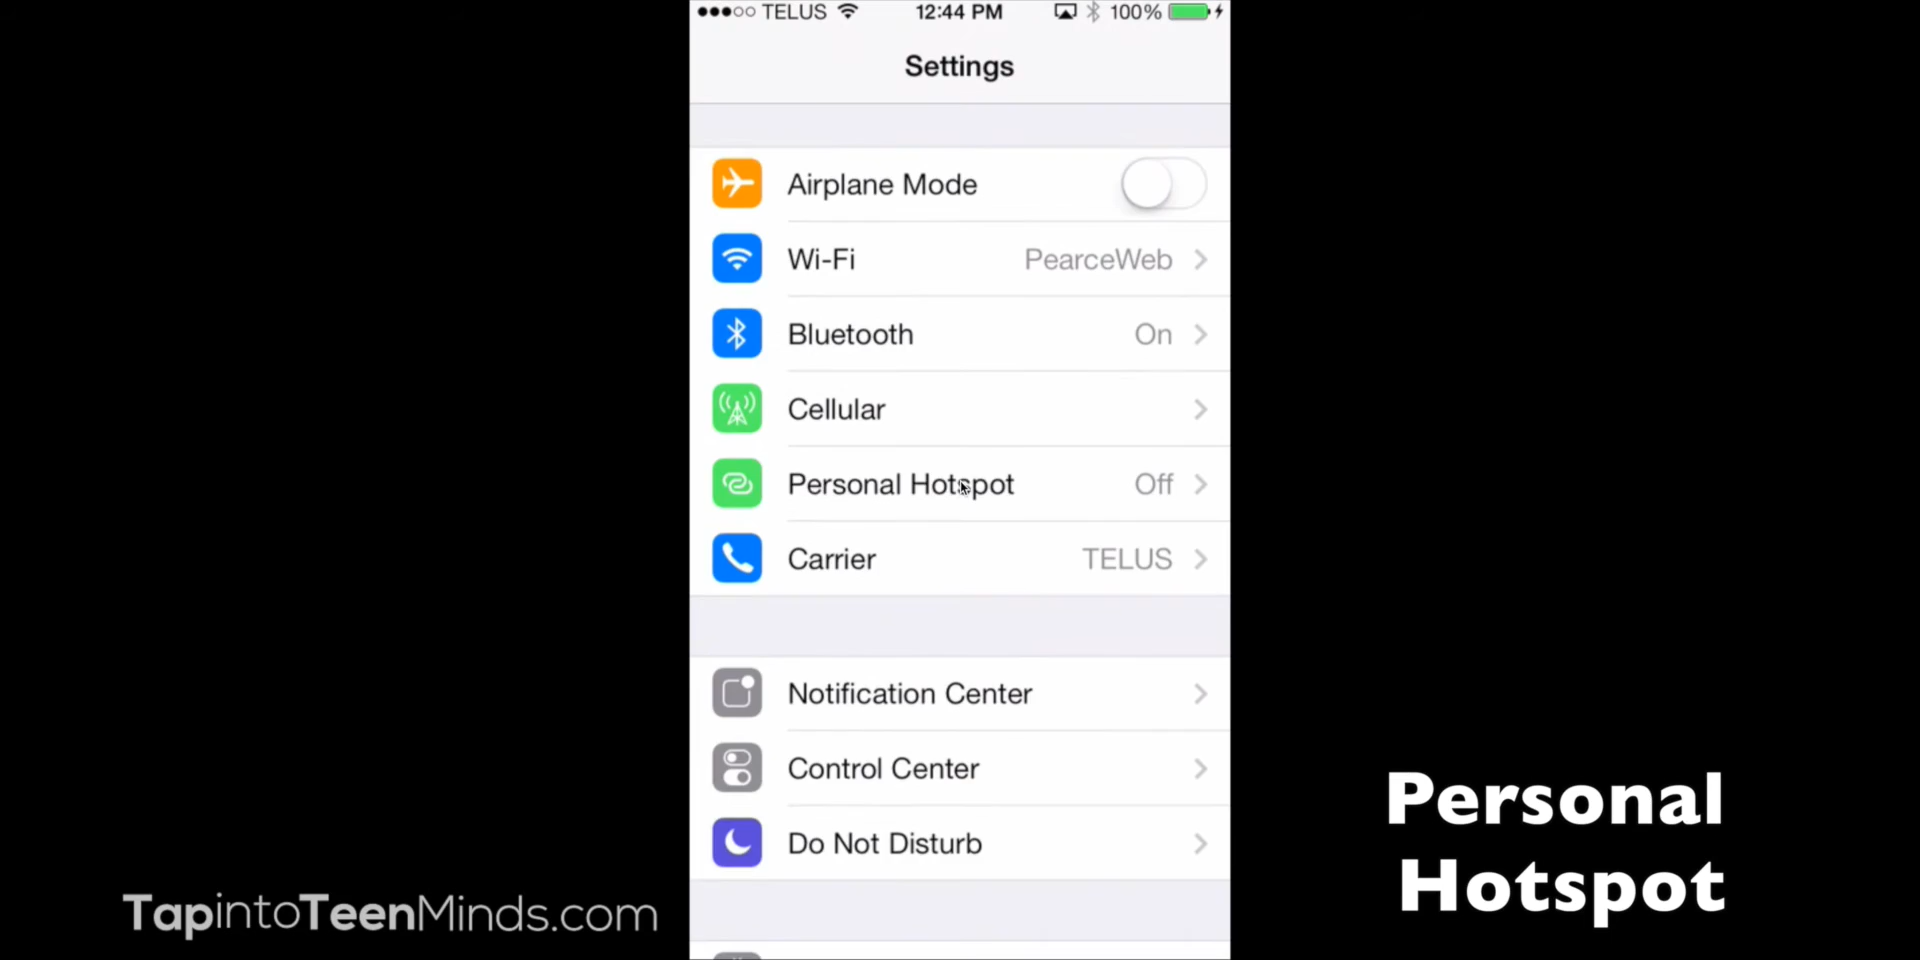 TELUS 12:44 PM 100%
Settings
Airplane Mode
Wi-Fi PearceWeb
Bluetooth On
Cellular
Personal Hotspot Off
Carrier TELUS
Notification Center
Control Center
Do Not Disturb
Personal
Hotspot
TapintoTeenMinds.com